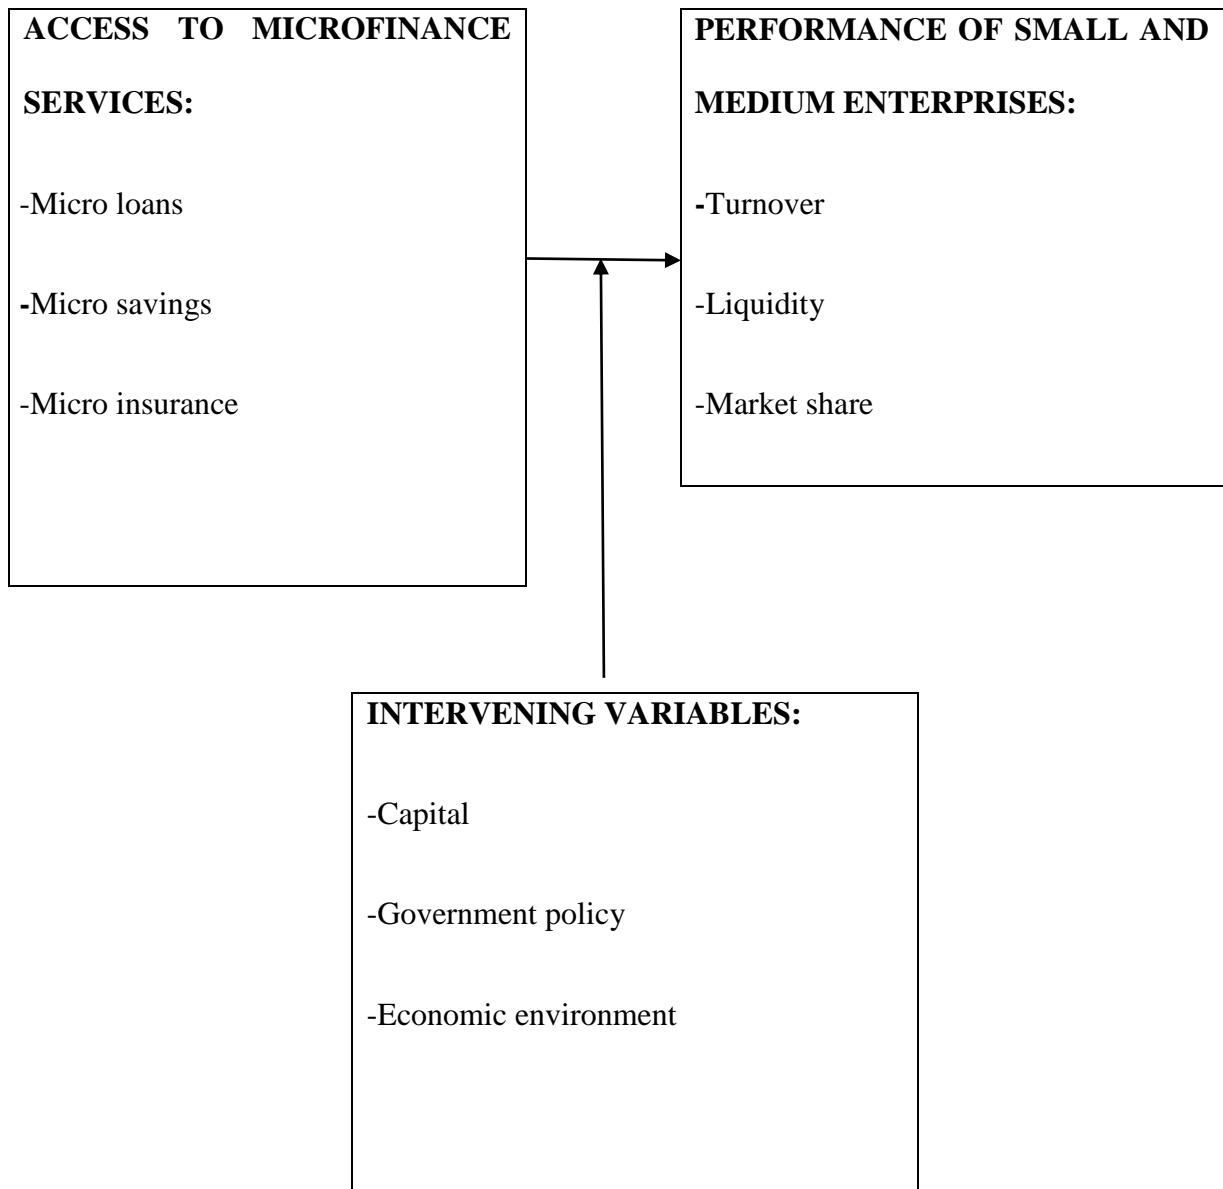 ACCESS TO MICROFINANCE
SERVICES:
-Micro loans
-Micro savings
-Micro insurance
PERFORMANCE OF SMALL AND
MEDIUM ENTERPRISES:
-Turnover
-Liquidity
-Market share
INTERVENING VARIABLES:
-Capital
-Government policy
-Economic environment